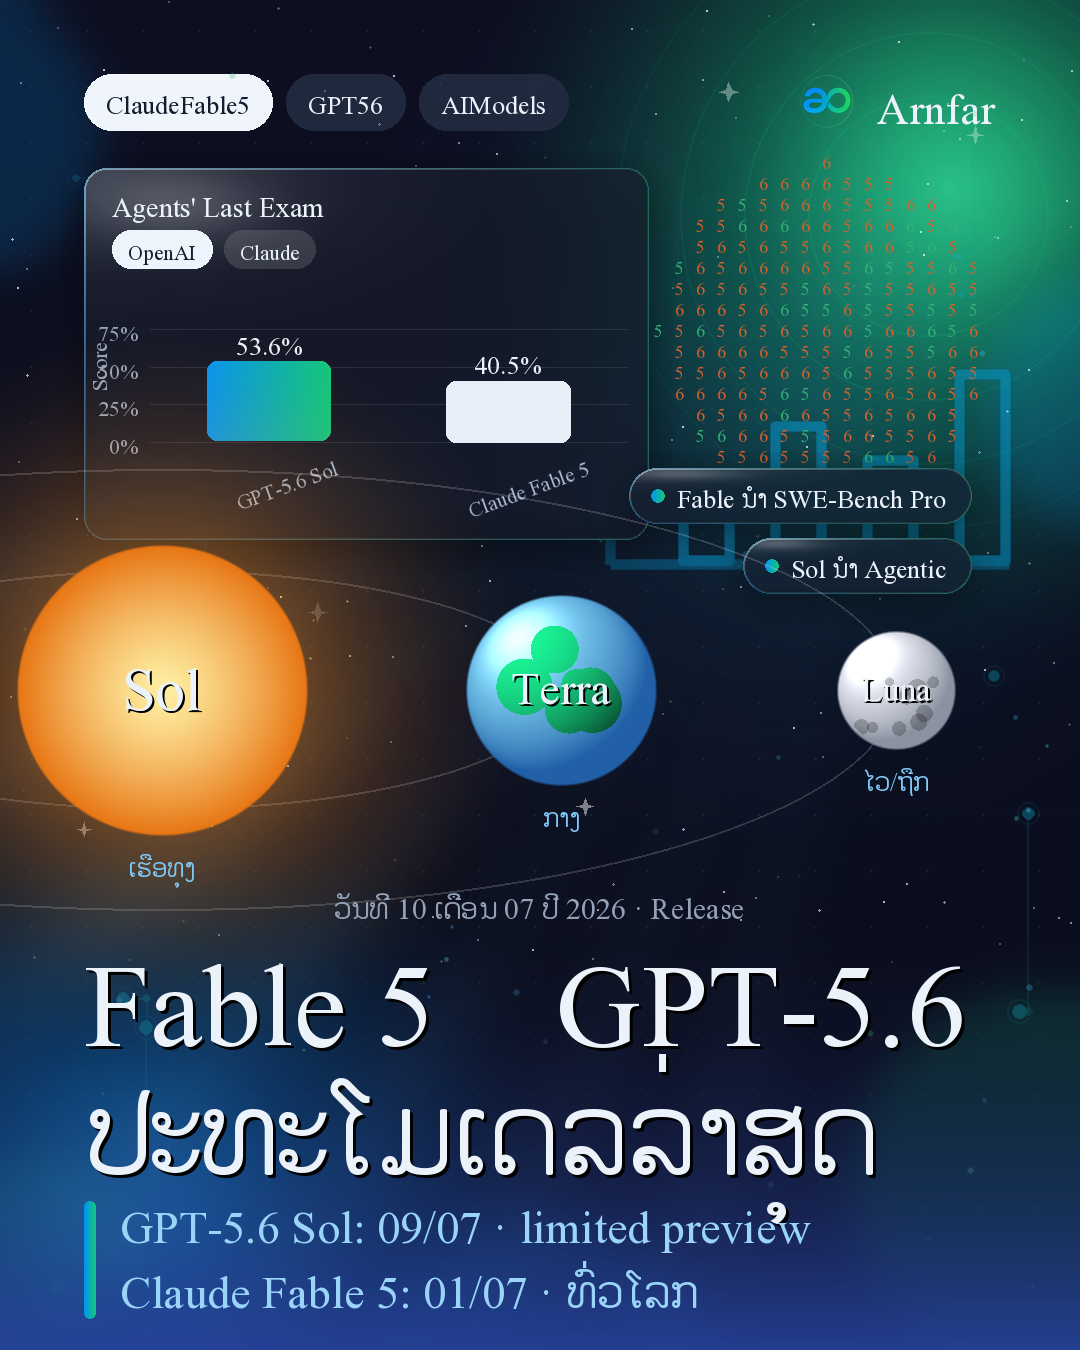 ClaudeFable5
GPT56
AIModels
Arnfar
Agents' Last Exam
OpenAI
Claude
Score
75%
25%
0%
53.6%
40.5%
GPT-5.6 Sol
Claude Fable 5
Fable ນຳ SWE-Bench Pro
Sol ນຳ Agentic
Sol
Terra
Luna
ເຮືອທຸງ
ກາງ
ໄວ/ຖືກ
ວັນທີ 10 ເດືອນ 07 ປີ 2026 · Release
Fable 5 GPT-5.6
ປະທະໂມເດລລ່າສຸດ
GPT-5.6 Sol: 09/07 · limited preview
Claude Fable 5: 01/07 · ທົ່ວໂລກ